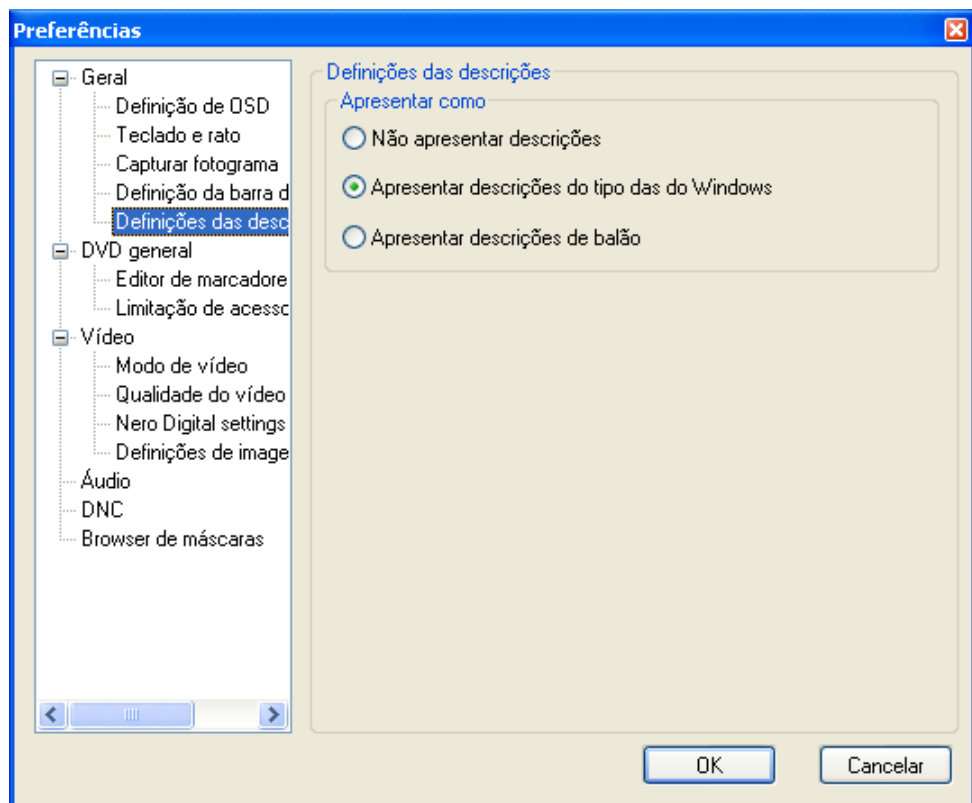 Preferências
Geral
Definição de OSD
Teclado e rato
Capturar fotograma
Definição da barra d
Definições das desc
DVD general
Editor de marcadore
Limitação de acesso
Vídeo
Modo de vídeo
Qualidade do vídeo
Nero Digital settings
Definições de image
Áudio
DNC
Browser de máscaras
Definições das descrições
Apresentar como
Não apresentar descrições
Apresentar descrições do tipo das do Windows
Apresentar descrições de balão
OK
Cancelar